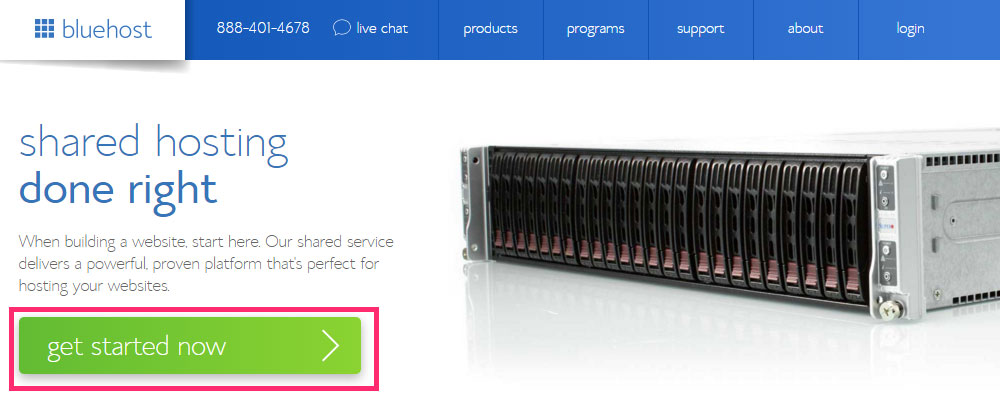 bluehost
888-401-4678
live chat
products
programs
support
about
login
shared hosting
done right
When building a website, start here. Our shared service
delivers a powerful, proven platform that's perfect for
hosting your websites.
get started now